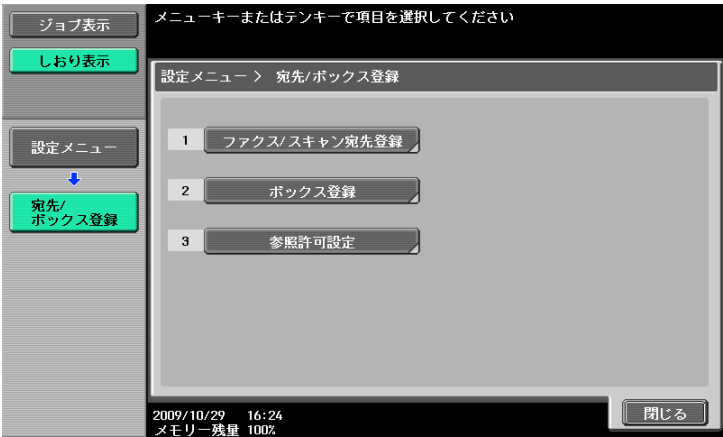 ジョブ表示
メニューキーまたはテンキーで項目を選択してください
しおり表示
設定メニュー 〉 宛先/ボックス登録
設定メニュー
宛先/
ボックス登録
1 ファクス/スキャン宛先登録
2 ボックス登録
3 参照許可設定
2009/10/29 16:24
メモリー残量 100%
閉じる